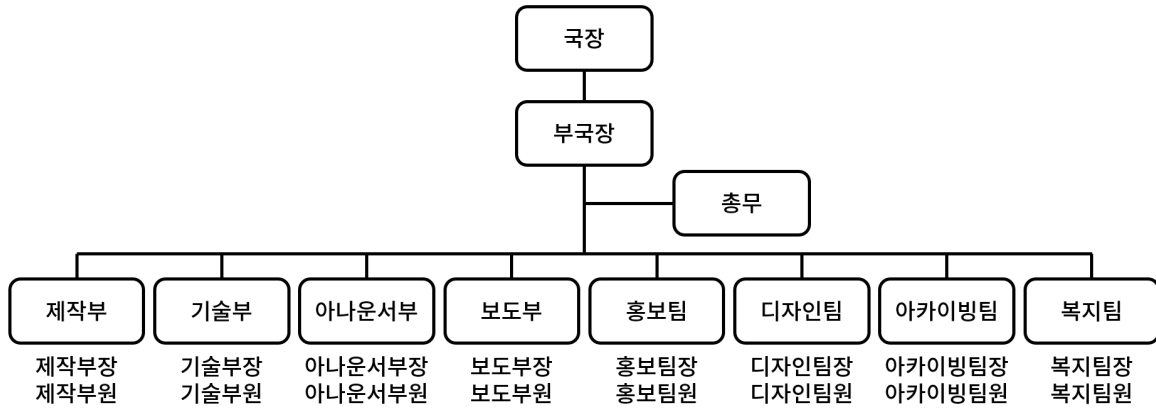 국장
부국장
총무
제작부 기술부 아나운서부 보도부 홍보팀 디자인팀 아카이빙팀 복지팀
제작부장 기술부장 아나운서부장 보도부장 홍보팀장 디자인팀장 아카이빙팀장 복지팀장
제작부원 기술부원 아나운서부원 보도부원 홍보팀원 디자인팀원 아카이빙팀원 복지팀원